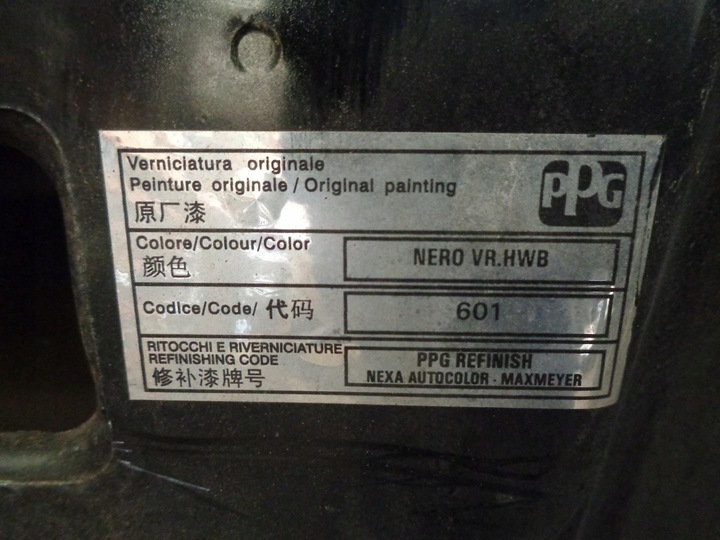 Verniciatura originale
Peinture originale / Original painting
原厂漆
PPG
Colore/Colour/Color
颜色
NERO VR.HWB
Codice/Code/ 代码
601
RITOCCHI E RIVERNICIATURE
REFINISHING CODE
修补漆牌号
PPG REFINISH
NEXA AUTOCOLOR - MAXMEYER